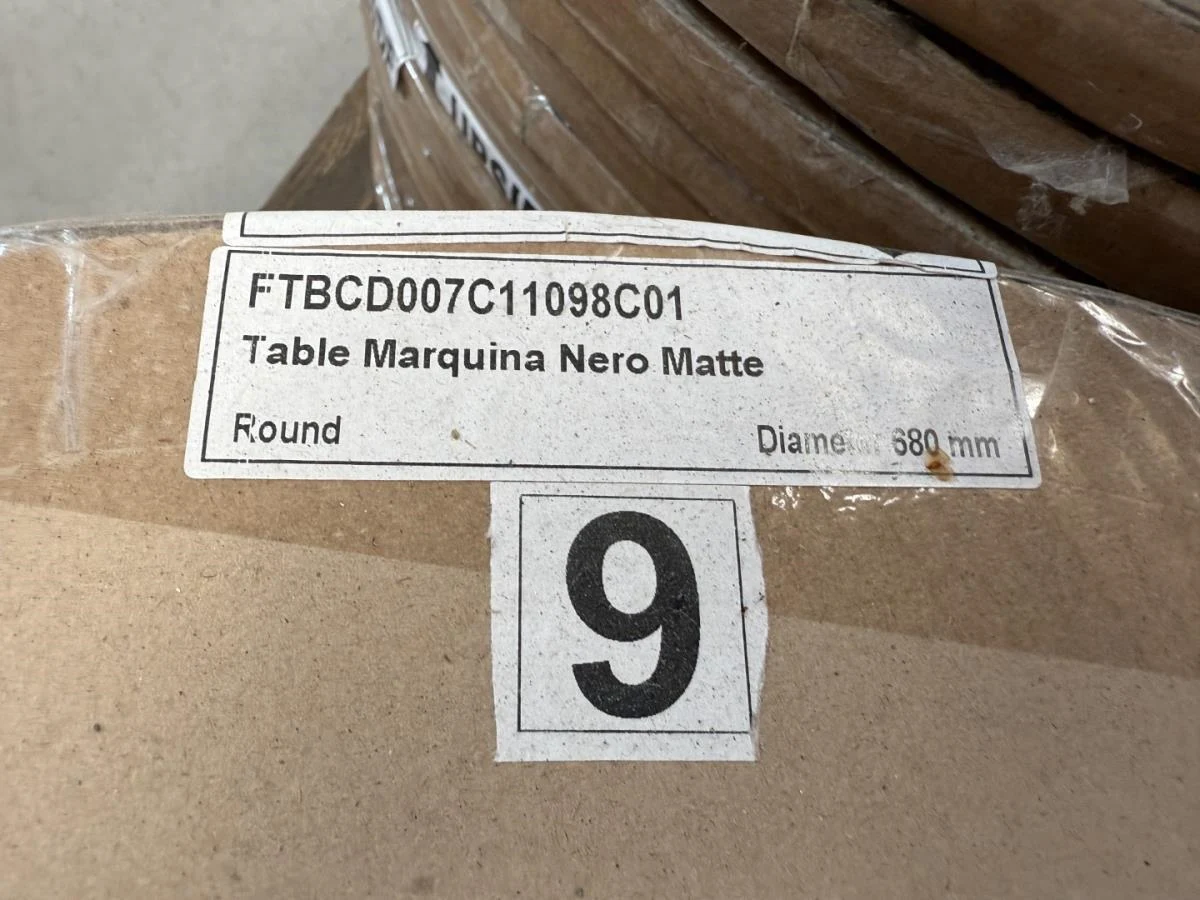 FTBCD007C11098C01
Table Marquina Nero Matte
Round Diameter 680 mm
9